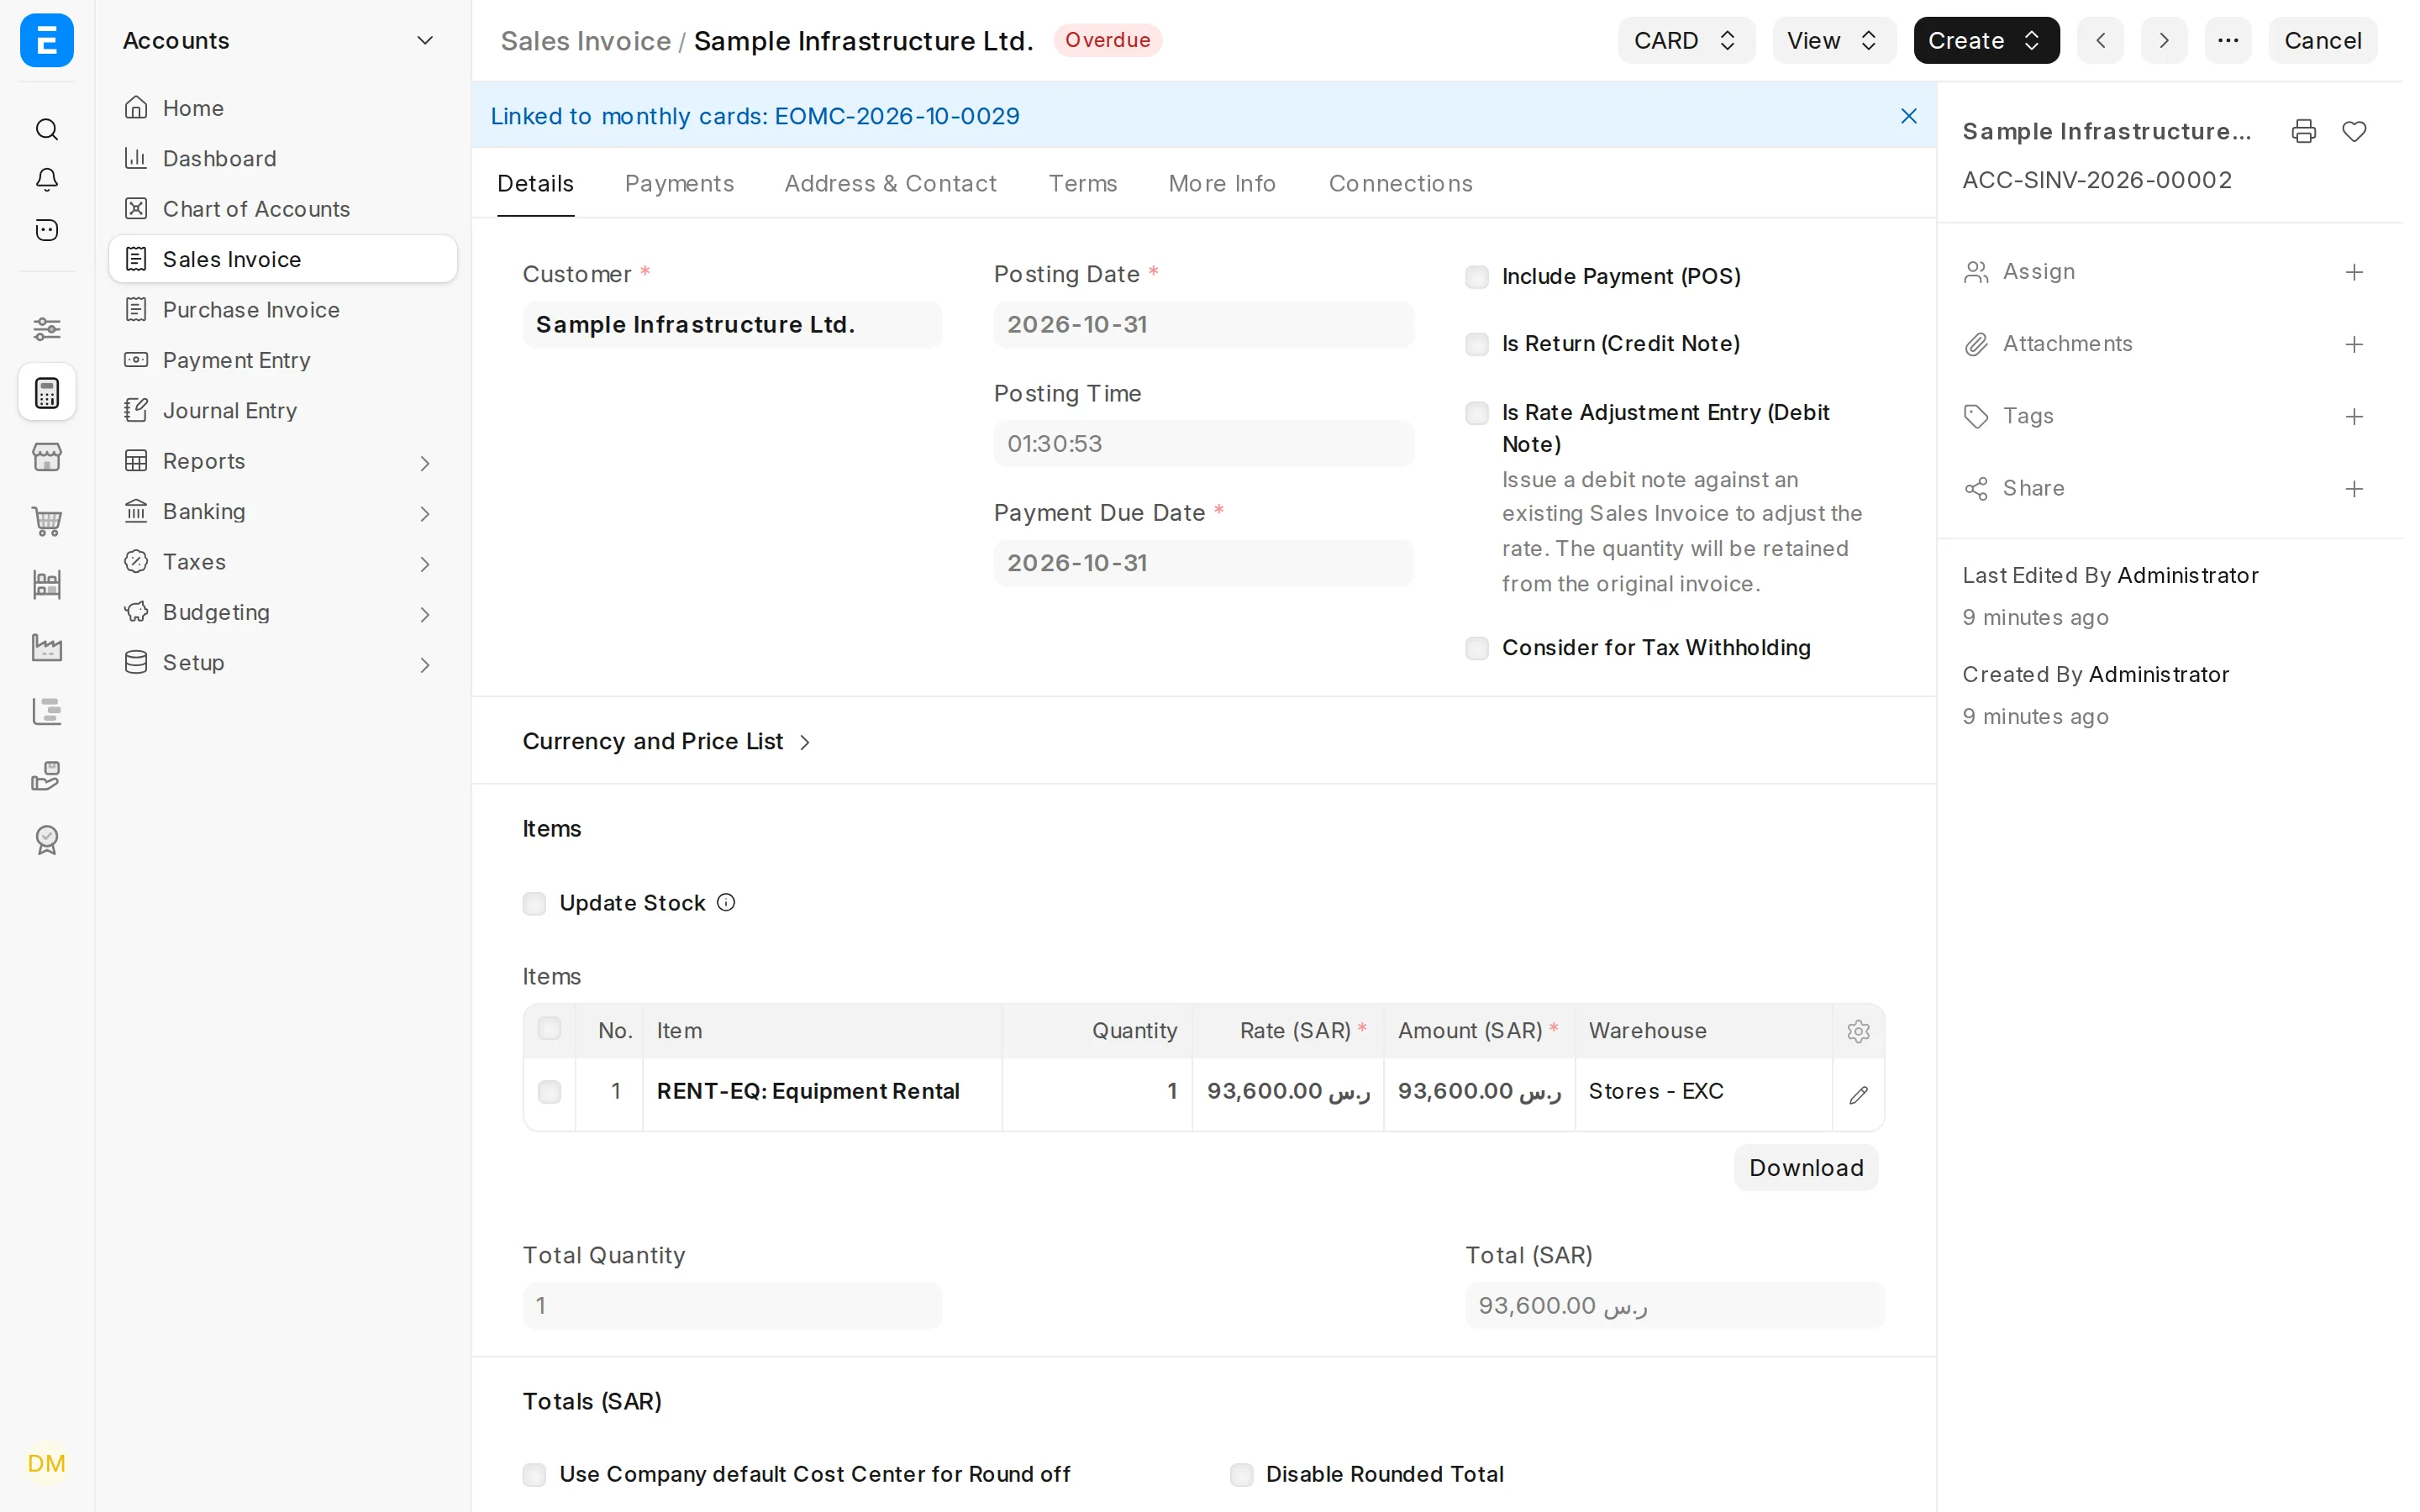 Accounts
Home
Dashboard
Chart of Accounts
Sales Invoice
Purchase Invoice
Payment Entry
Journal Entry
Reports
Banking
Taxes
Budgeting
Setup
DM
Sales Invoice / Sample Infrastructure Ltd. Overdue
CARD View Create ... Cancel
Linked to monthly cards: EOMC-2026-10-0029
Details Payments Address & Contact Terms More Info Connections
Customer *
Sample Infrastructure Ltd.
Posting Date *
2026-10-31
Posting Time
01:30:53
Payment Due Date *
2026-10-31
Include Payment (POS)
Is Return (Credit Note)
Is Rate Adjustment Entry (Debit
Note)
Issue a debit note against an
existing Sales Invoice to adjust the
rate. The quantity will be retained
from the original invoice.
Consider for Tax Withholding
Currency and Price List
Items
Update Stock
Items
No. Item Quantity Rate (SAR) * Amount (SAR) * Warehouse
1 RENT-EQ: Equipment Rental 1 93,600.00 ر.س 93,600.00 ر.س Stores - EXC
Download
Total Quantity
1
Total (SAR)
93,600.00 ر.س
Totals (SAR)
Use Company default Cost Center for Round off
Disable Rounded Total
Sample Infrastructure...
ACC-SINV-2026-00002
Assign
Attachments
Tags
Share
Last Edited By Administrator
9 minutes ago
Created By Administrator
9 minutes ago